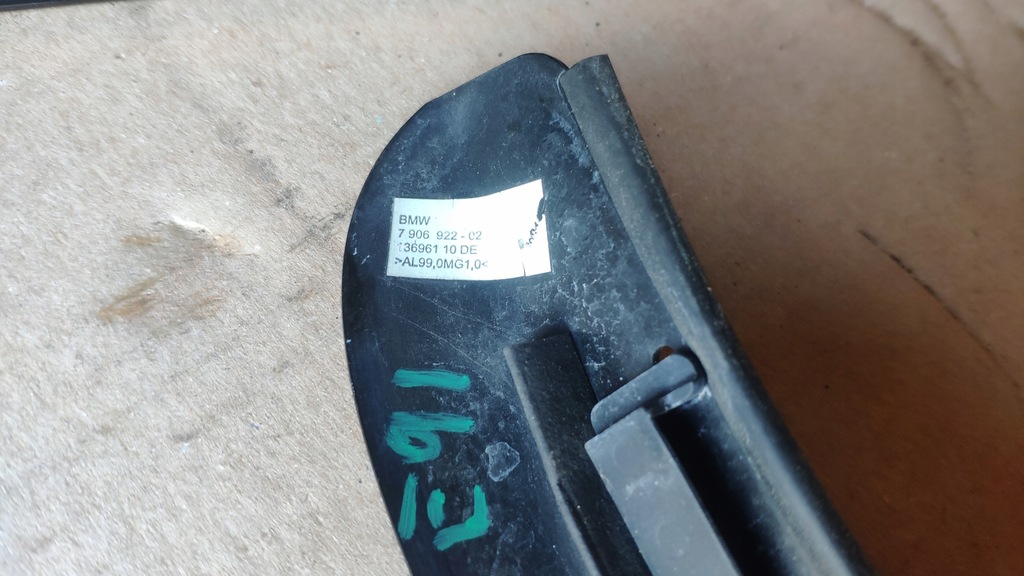 BMW
7 906 922 - 02
136961 10 DE
>AL99,0MG1,0<
E91